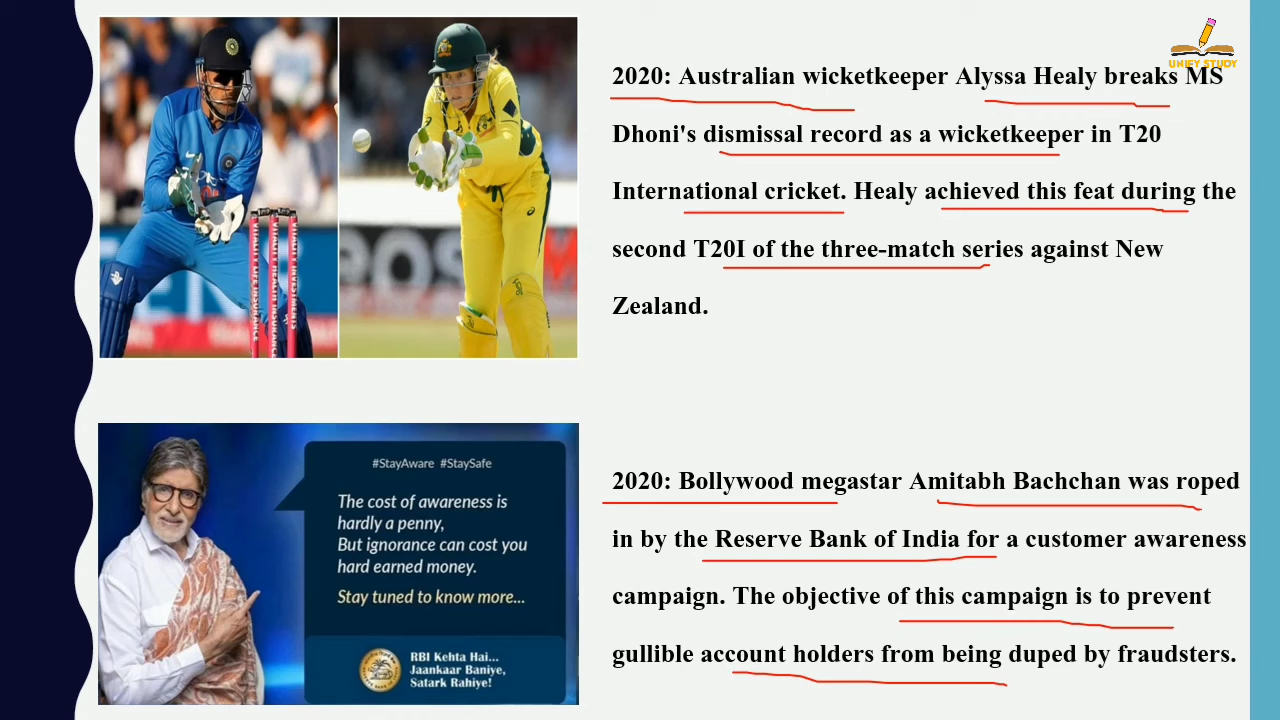 UNIFY STUDY
2020: Australian wicketkeeper Alyssa Healy breaks MS
Dhoni's dismissal record as a wicketkeeper in T20
International cricket. Healy achieved this feat during the
second T20I of the three-match series against New
Zealand.
#StayAware #StaySafe
The cost of awareness is
hardly a penny,
But ignorance can cost you
hard earned money.
Stay tuned to know more...
RBI Kehta Hai...
Jaankaar Baniye,
Satark Rahiye!
2020: Bollywood megastar Amitabh Bachchan was roped
in by the Reserve Bank of India for a customer awareness
campaign. The objective of this campaign is to prevent
gullible account holders from being duped by fraudsters.